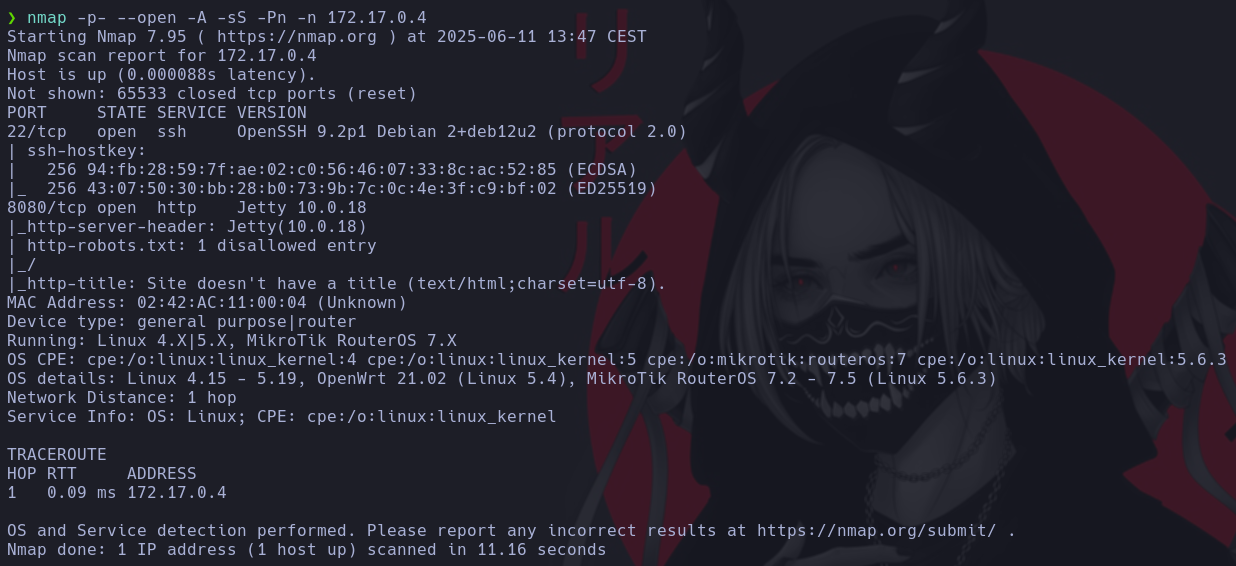 ❯ nmap -p- --open -A -sS -Pn -n 172.17.0.4
Starting Nmap 7.95 ( https://nmap.org ) at 2025-06-11 13:47 CEST
Nmap scan report for 172.17.0.4
Host is up (0.000088s latency).
Not shown: 65533 closed tcp ports (reset)
PORT     STATE SERVICE VERSION
22/tcp   open  ssh     OpenSSH 9.2p1 Debian 2+deb12u2 (protocol 2.0)
| ssh-hostkey:
|   256 94:fb:28:59:7f:ae:02:c0:56:46:07:33:8c:ac:52:85 (ECDSA)
|_  256 43:07:50:30:bb:28:b0:73:9b:7c:0c:4e:3f:c9:bf:02 (ED25519)
8080/tcp open  http    Jetty 10.0.18
|_http-server-header: Jetty(10.0.18)
| http-robots.txt: 1 disallowed entry
|_/
|_http-title: Site doesn't have a title (text/html;charset=utf-8).
MAC Address: 02:42:AC:11:00:04 (Unknown)
Device type: general purpose|router
Running: Linux 4.X|5.X, MikroTik RouterOS 7.X
OS CPE: cpe:/o:linux:linux_kernel:4 cpe:/o:linux:linux_kernel:5 cpe:/o:mikrotik:routeros:7 cpe:/o:linux:linux_kernel:5.6.3
OS details: Linux 4.15 - 5.19, OpenWrt 21.02 (Linux 5.4), MikroTik RouterOS 7.2 - 7.5 (Linux 5.6.3)
Network Distance: 1 hop
Service Info: OS: Linux; CPE: cpe:/o:linux:linux_kernel

TRACEROUTE
HOP RTT     ADDRESS
1   0.09 ms 172.17.0.4

OS and Service detection performed. Please report any incorrect results at https://nmap.org/submit/ .
Nmap done: 1 IP address (1 host up) scanned in 11.16 seconds
リアル